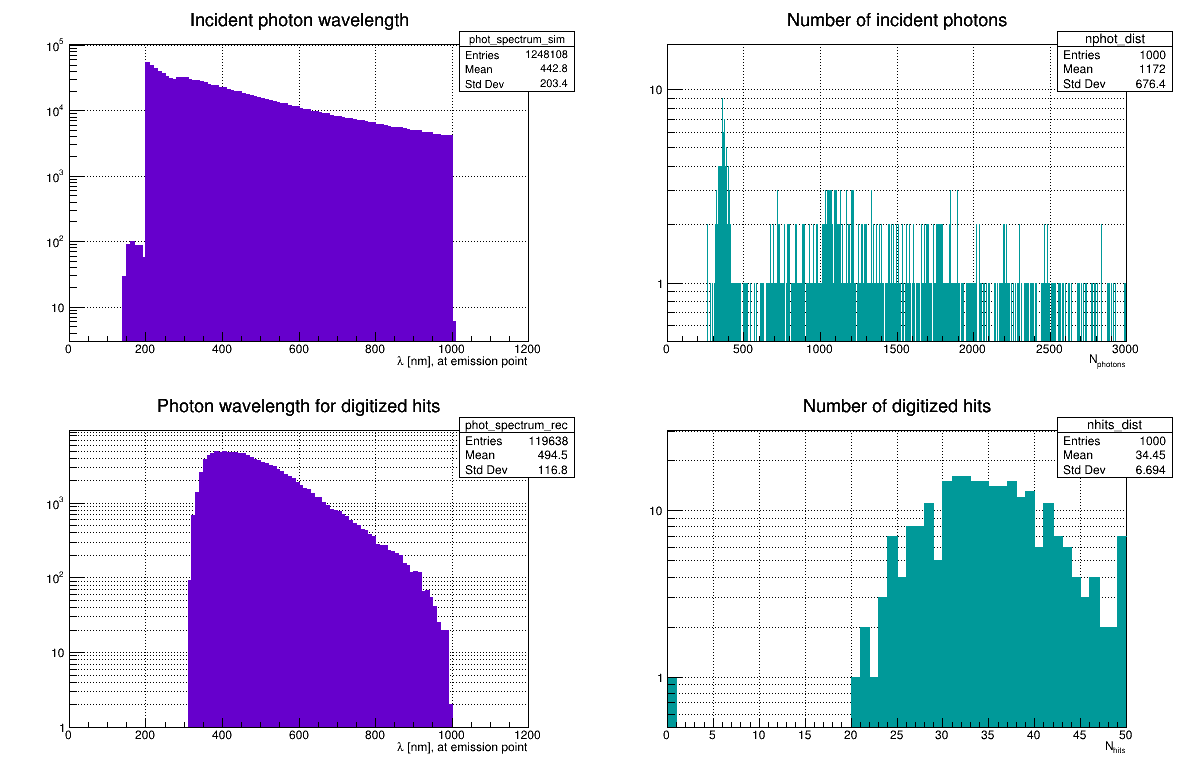 Incident photon wavelength
phot_spectrum_sim
Entries 1248108
Mean 442.8
Std Dev 203.4
10^5
10^4
10^3
10^2
10
0 200 400 600 800 1000 1200
λ [nm], at emission point
Number of incident photons
nphot_dist
Entries 1000
Mean 1172
Std Dev 676.4
10
1
0 500 1000 1500 2000 2500 3000
N_photons
Photon wavelength for digitized hits
phot_spectrum_rec
Entries 119638
Mean 494.5
Std Dev 116.8
10^3
10^2
10
1
0 200 400 600 800 1000 1200
λ [nm], at emission point
Number of digitized hits
nhits_dist
Entries 1000
Mean 34.45
Std Dev 6.694
10
1
0 5 10 15 20 25 30 35 40 45 50
N_hits